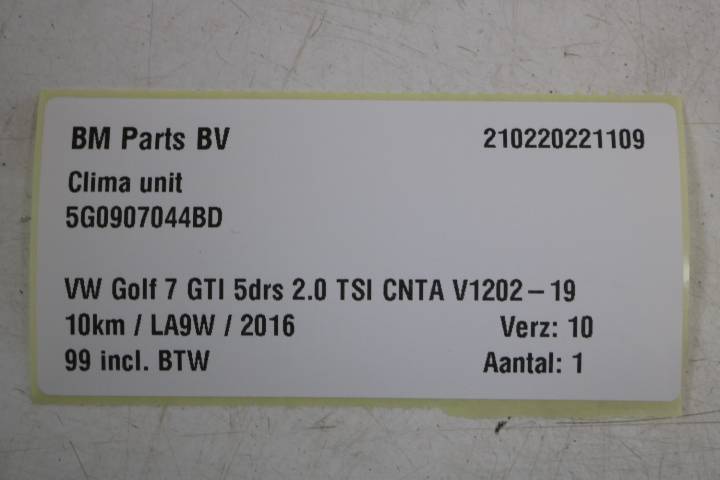 BM Parts BV 210220221109
Clima unit
5G0907044BD
VW Golf 7 GTI 5drs 2.0 TSI CNTA V1202 – 19
10km / LA9W / 2016 Verz: 10
99 incl. BTW Aantal: 1